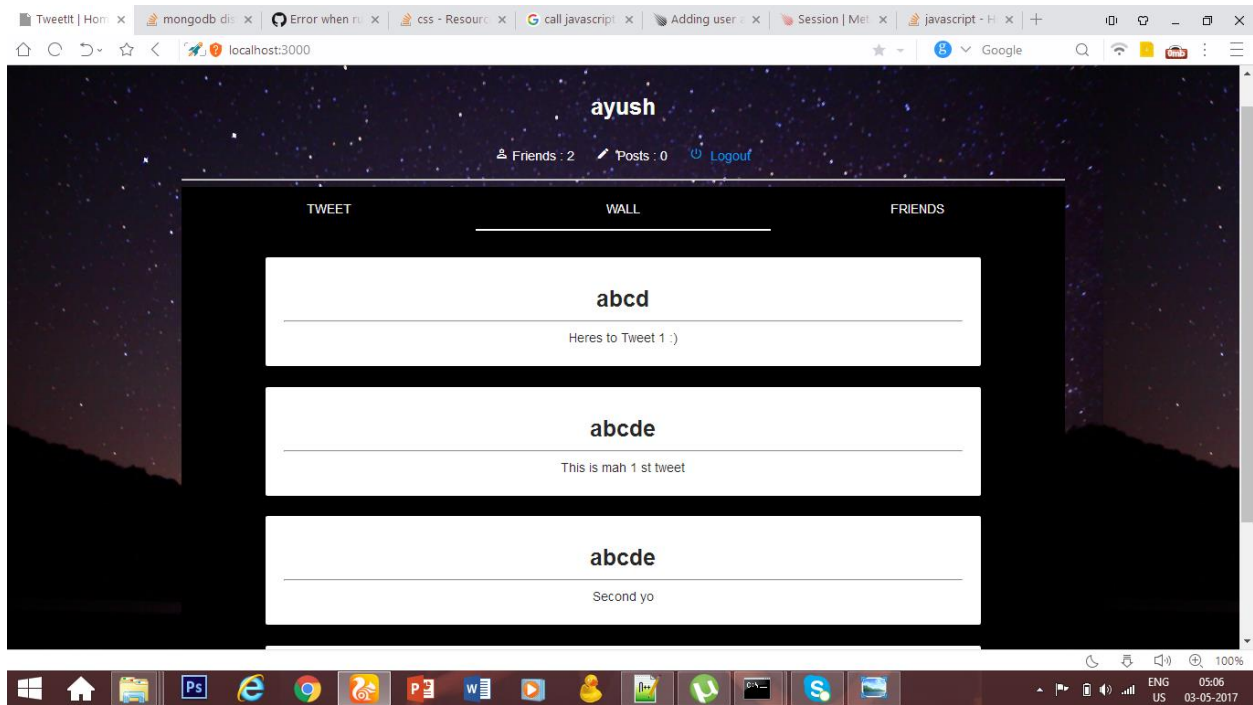 TweetIt | Hom
mongodb dis
Error when ru
css - Resourc
call javascript
Adding user a
Session | Met
javascript - H
localhost:3000
Google
ayush
Friends : 2 Posts : 0 Logout
TWEET WALL FRIENDS
abcd
Heres to Tweet 1 :)
abcde
This is mah 1 st tweet
abcde
Second yo
100%
Ps
ENG 05:06
US 03-05-2017